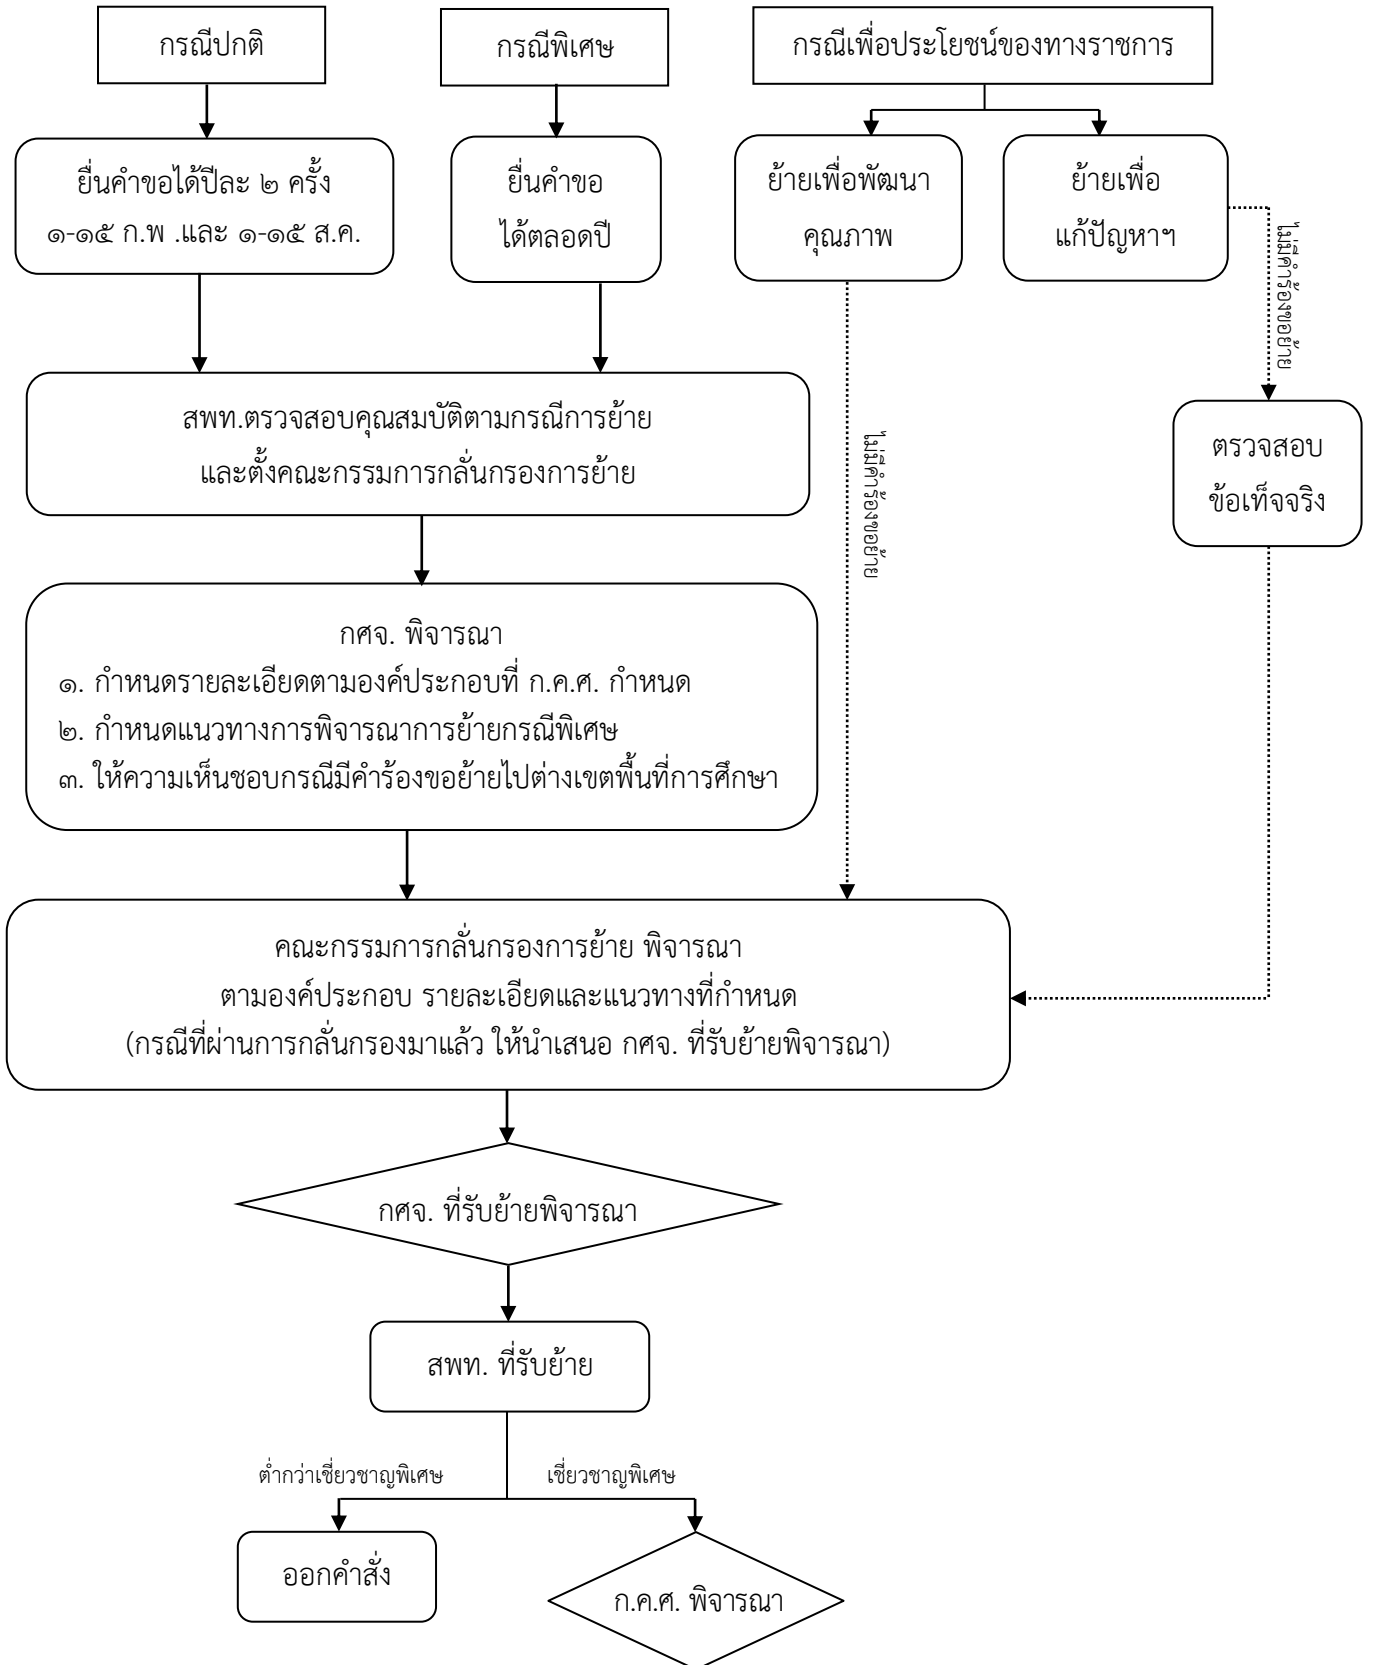 กรณีปกติ
กรณีพิเศษ
กรณีเพื่อประโยชน์ของทางราชการ
ยื่นคำขอได้ปีละ ๒ ครั้ง
๑-๑๕ ก.พ .และ ๑-๑๕ ส.ค.
ยื่นคำขอ
ได้ตลอดปี
ย้ายเพื่อพัฒนา
คุณภาพ
ย้ายเพื่อ
แก้ปัญหาฯ
ไม่มีคำร้องขอย้าย
สพท.ตรวจสอบคุณสมบัติตามกรณีการย้าย
และตั้งคณะกรรมการกลั่นกรองการย้าย
ไม่มีคำร้องขอย้าย
ตรวจสอบ
ข้อเท็จจริง
กศจ. พิจารณา
๑. กำหนดรายละเอียดตามองค์ประกอบที่ ก.ค.ศ. กำหนด
๒. กำหนดแนวทางการพิจารณาการย้ายกรณีพิเศษ
๓. ให้ความเห็นชอบกรณีมีคำร้องขอย้ายไปต่างเขตพื้นที่การศึกษา
คณะกรรมการกลั่นกรองการย้าย พิจารณา
ตามองค์ประกอบ รายละเอียดและแนวทางที่กำหนด
(กรณีที่ผ่านการกลั่นกรองมาแล้ว ให้นำเสนอ กศจ. ที่รับย้ายพิจารณา)
กศจ. ที่รับย้ายพิจารณา
สพท. ที่รับย้าย
ต่ำกว่าเชี่ยวชาญพิเศษ
เชี่ยวชาญพิเศษ
ออกคำสั่ง
ก.ค.ศ. พิจารณา